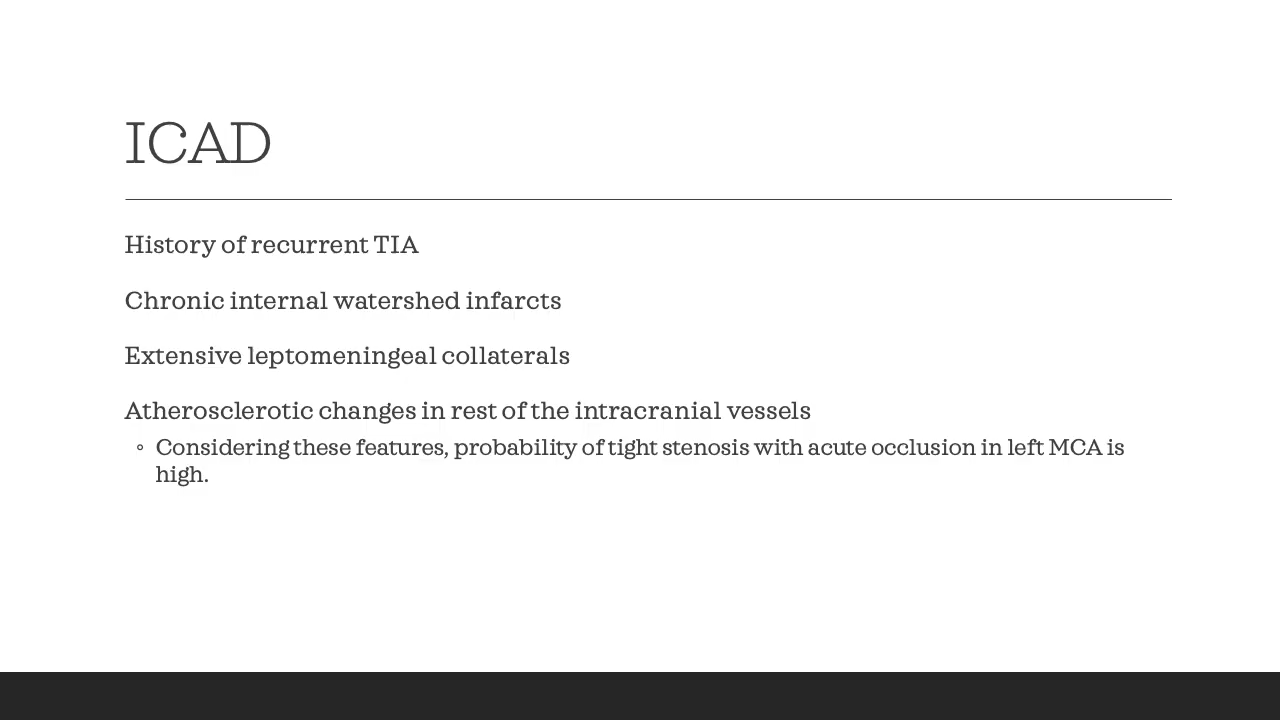 ICAD
History of recurrent TIA
Chronic internal watershed infarcts
Extensive leptomeningeal collaterals
Atherosclerotic changes in rest of the intracranial vessels
◦ Considering these features, probability of tight stenosis with acute occlusion in left MCA is
high.